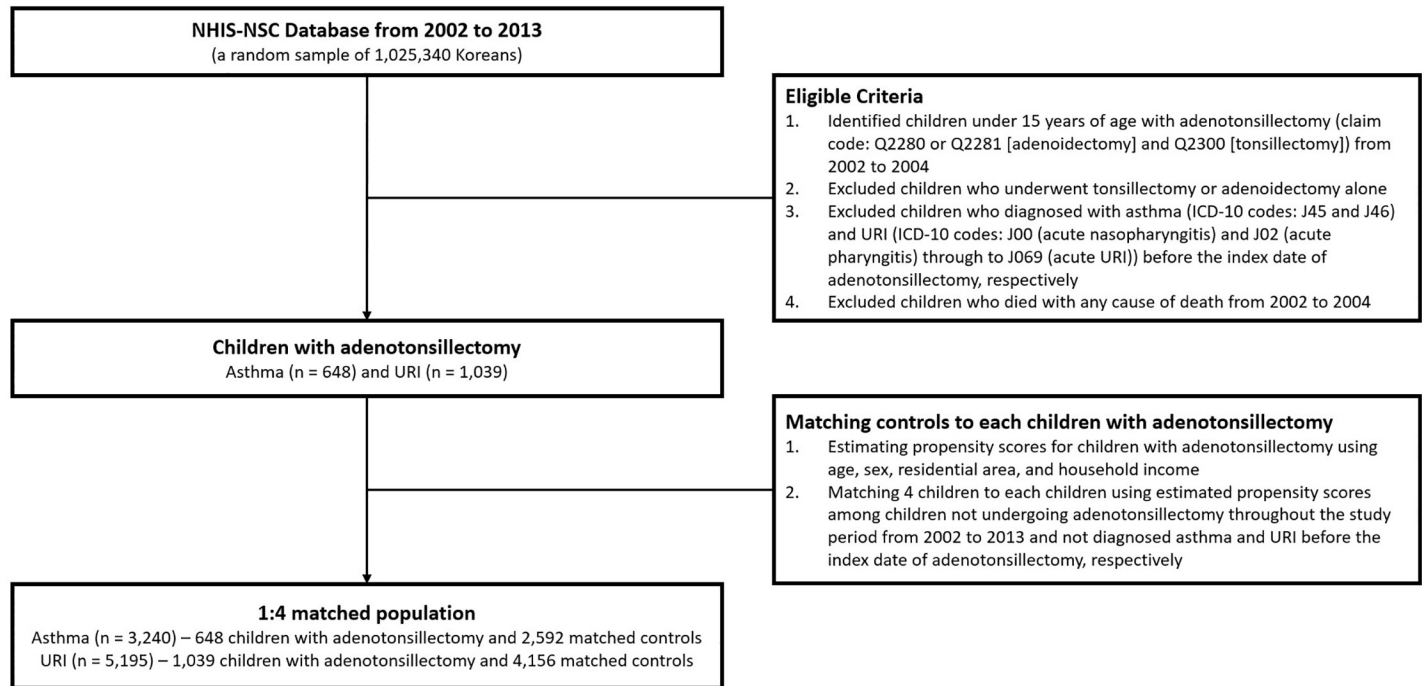 NHIS-NSC Database from 2002 to 2013
(a random sample of 1,025,340 Koreans)
Eligible Criteria
1. Identified children under 15 years of age with adenotonsillectomy (claim
code: Q2280 or Q2281 [adenoidectomy] and Q2300 [tonsillectomy]) from
2002 to 2004
2. Excluded children who underwent tonsillectomy or adenoidectomy alone
3. Excluded children who diagnosed with asthma (ICD-10 codes: J45 and J46)
and URI (ICD-10 codes: J00 (acute nasopharyngitis) and J02 (acute
pharyngitis) through to J069 (acute URI)) before the index date of
adenotonsillectomy, respectively
4. Excluded children who died with any cause of death from 2002 to 2004
Children with adenotonsillectomy
Asthma (n = 648) and URI (n = 1,039)
Matching controls to each children with adenotonsillectomy
1. Estimating propensity scores for children with adenotonsillectomy using
age, sex, residential area, and household income
2. Matching 4 children to each children using estimated propensity scores
among children not undergoing adenotonsillectomy throughout the study
period from 2002 to 2013 and not diagnosed asthma and URI before the
index date of adenotonsillectomy, respectively
1:4 matched population
Asthma (n = 3,240) – 648 children with adenotonsillectomy and 2,592 matched controls
URI (n = 5,195) – 1,039 children with adenotonsillectomy and 4,156 matched controls